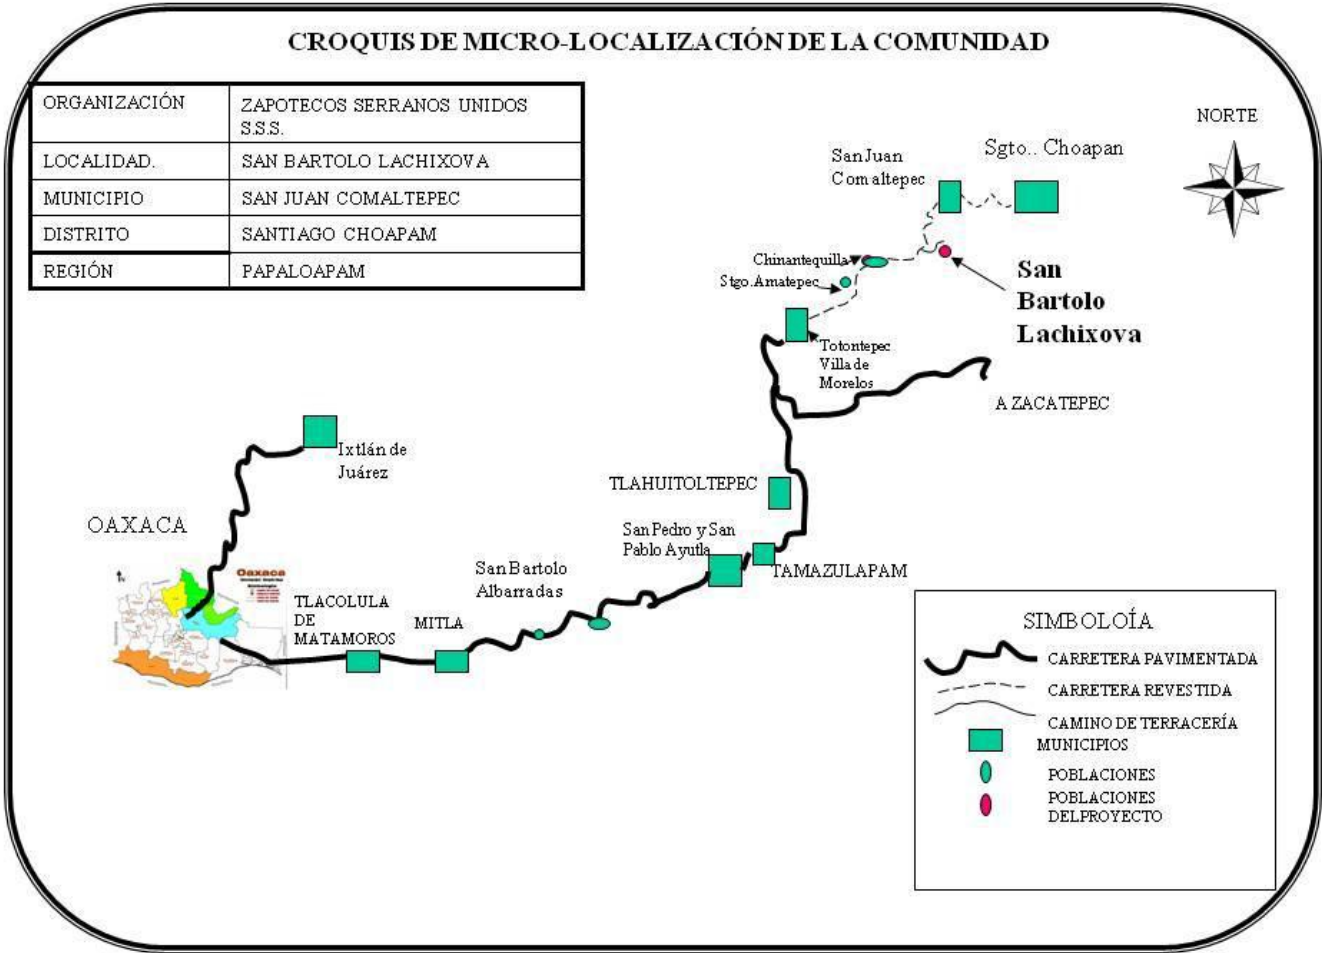 CROQUIS DE MICRO-LOCALIZACIÓN DE LA COMUNIDAD
ORGANIZACIÓN
ZAPOTECOS SERRANOS UNIDOS
S.S.S.
LOCALIDAD.
SAN BARTOLO LACHIXOVA
MUNICIPIO
SAN JUAN COMALTEPEC
DISTRITO
SANTIAGO CHOAPAM
REGIÓN
PAPALOAPAM
NORTE
San Juan
Comaltepec
Sgto.. Choapan
Chinantequilla
Stgo. Amatepec
San
Bartolo
Lachixova
Totontepec
Villa de
Morelos
A ZACATEPEC
Ixtlán de
Juárez
TLAHUITOLTEPEC
OAXACA
San Pedro y San
Pablo Ayutla
TAMAZULAPAM
San Bartolo
Albarradas
Oaxaca
TLACOLULA
DE
MATAMOROS
MITLA
SIMBOLOÍA
CARRETERA PAVIMENTADA
CARRETERA REVESTIDA
CAMINO DE TERRACERÍA
MUNICIPIOS
POBLACIONES
POBLACIONES
DELPROYECTO